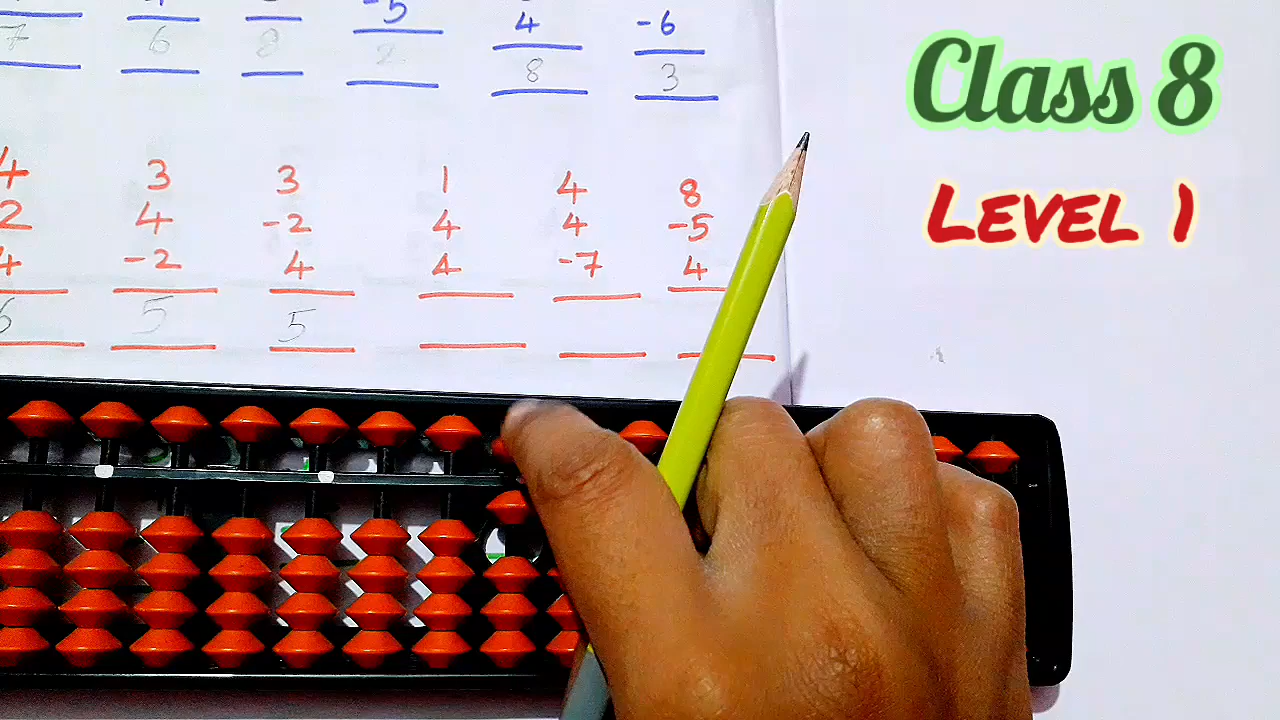 -5 4 -6
7 6 8 2 8 3
Class 8
Level 1
4 3 3 1 4 8
2 4 -2 4 4 -5
4 -2 4 4 -7 4
6 5 5